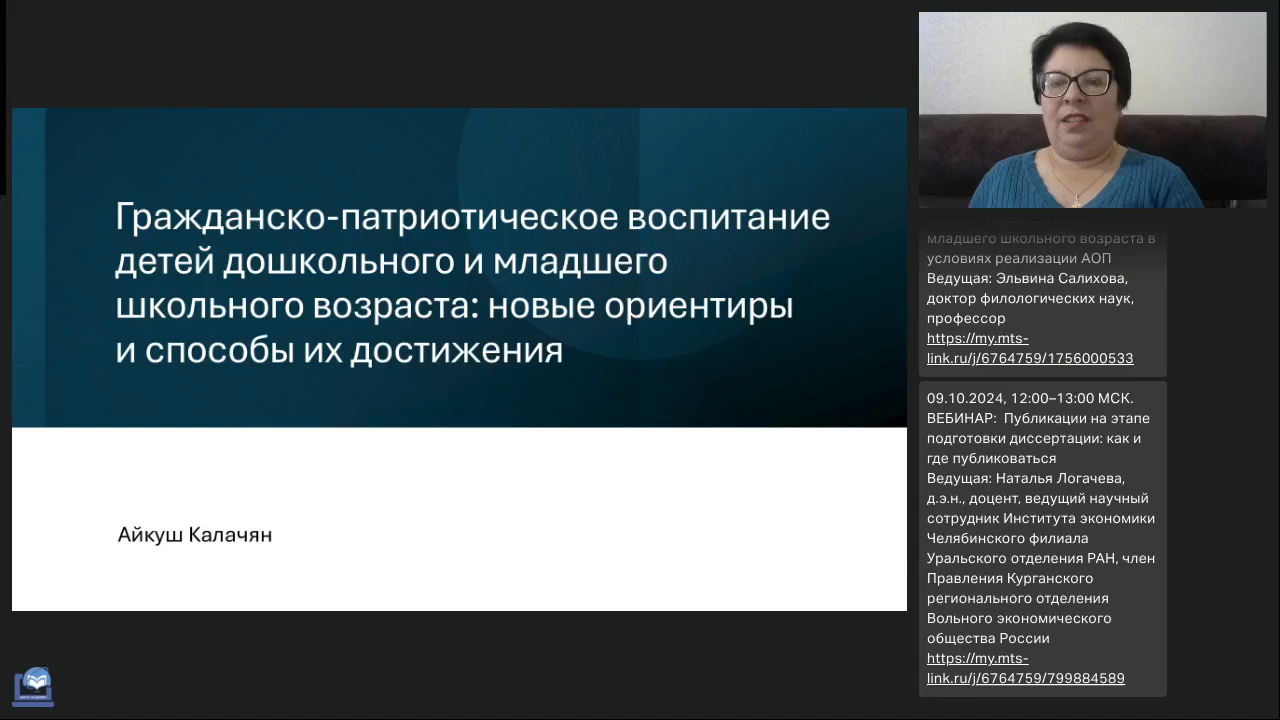 Гражданско-патриотическое воспитание
детей дошкольного и младшего
школьного возраста: новые ориентиры
и способы их достижения
Айкуш Калачян
младшего школьного возраста в
условиях реализации АОП
Ведущая: Эльвина Салихова,
доктор филологических наук,
профессор
https://my.mts-
link.ru/j/6764759/1756000533
09.10.2024, 12:00–13:00 МСК.
ВЕБИНАР:  Публикации на этапе
подготовки диссертации: как и
где публиковаться
Ведущая: Наталья Логачева,
д.э.н., доцент, ведущий научный
сотрудник Института экономики
Челябинского филиала
Уральского отделения РАН, член
Правления Курганского
регионального отделения
Вольного экономического
общества России
https://my.mts-
link.ru/j/6764759/799884589